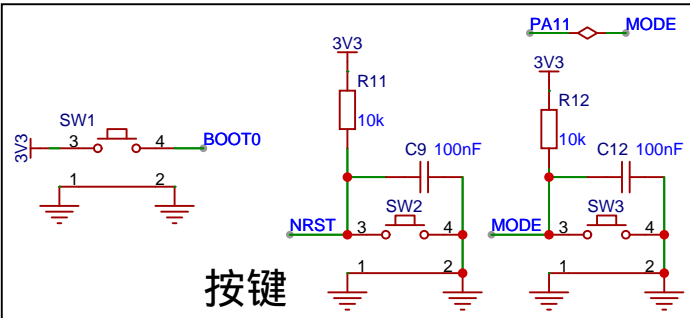 PA11 MODE
3V3 3V3
R11 R12
10k 10k
SW1
3V3 3 4 BOOT0
C9 100nF C12 100nF
1 2 SW2 SW3
NRST 3 4 MODE 3 4
1 2 1 2
按键